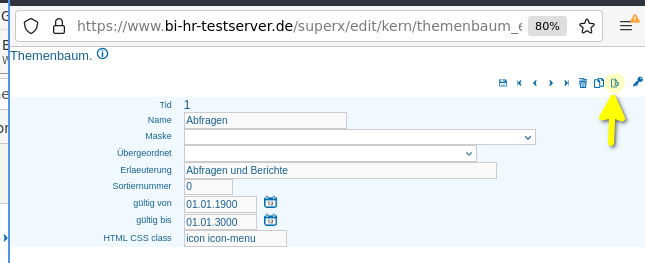 https://www.bi-hr-testserver.de/superx/edit/kern/themenbaum_e 80%
Themenbaum.
Tid 1
Name Abfragen
Maske
Übergeordnet
Erlaeuterung Abfragen und Berichte
Sortiernummer 0
gültig von 01.01.1900 12
gültig bis 01.01.3000 12
HTML CSS class icon icon-menu